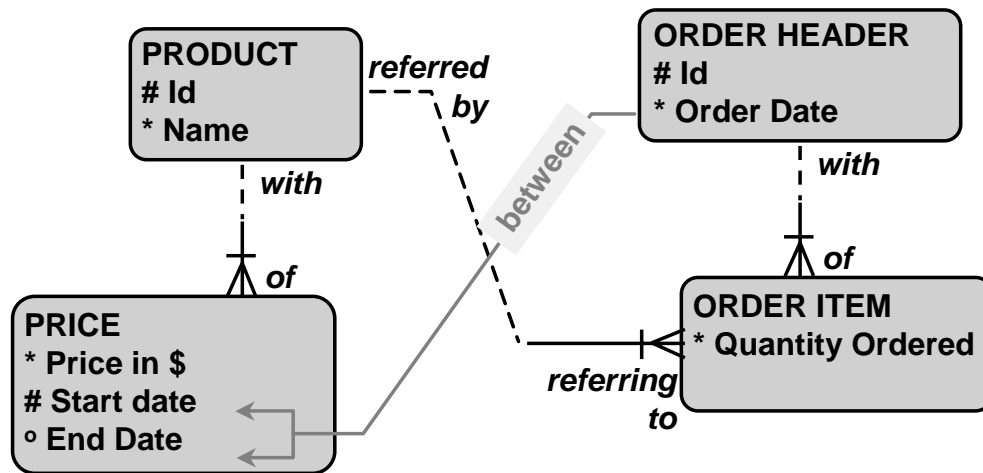 PRODUCT
# Id
* Name
referred
by
ORDER HEADER
# Id
* Order Date
between
with
with
of
of
PRICE
* Price in $
# Start date
o End Date
ORDER ITEM
* Quantity Ordered
referring
to